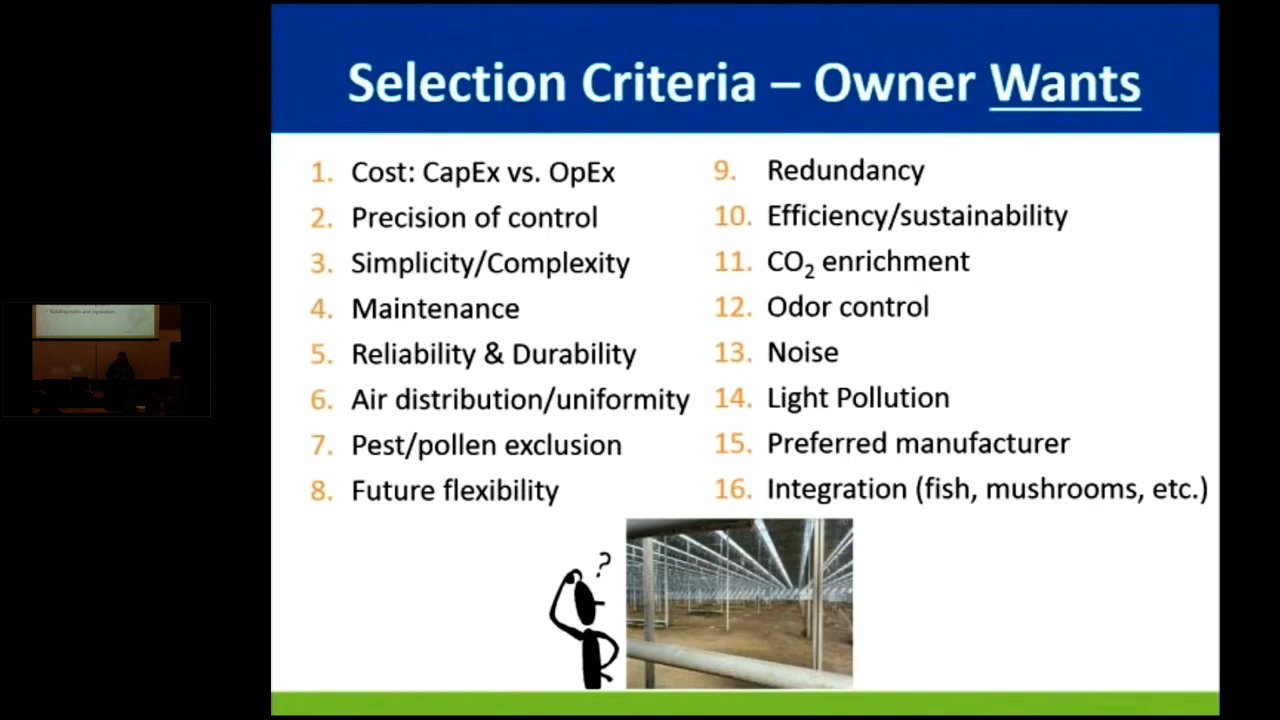 Selection Criteria – Owner Wants
1. Cost: CapEx vs. OpEx
2. Precision of control
3. Simplicity/Complexity
4. Maintenance
5. Reliability & Durability
6. Air distribution/uniformity
7. Pest/pollen exclusion
8. Future flexibility
9. Redundancy
10. Efficiency/sustainability
11. CO₂ enrichment
12. Odor control
13. Noise
14. Light Pollution
15. Preferred manufacturer
16. Integration (fish, mushrooms, etc.)
?